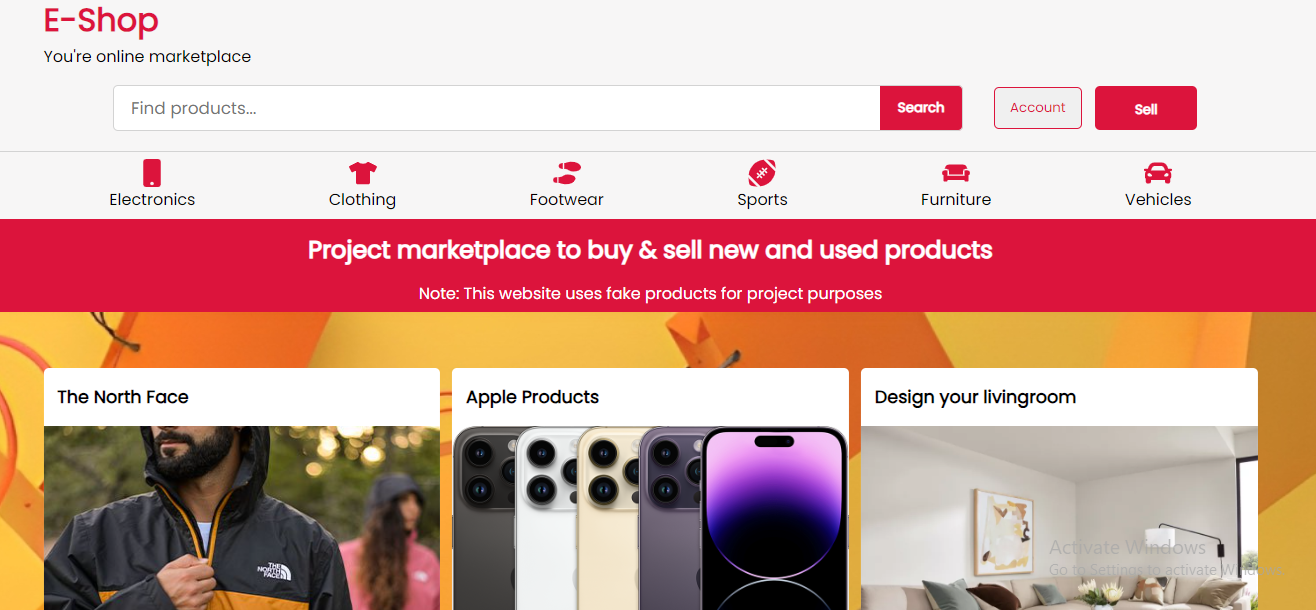 E-Shop
You're online marketplace
Find products...
Search
Account
Sell
Electronics
Clothing
Footwear
Sports
Furniture
Vehicles
Project marketplace to buy & sell new and used products
Note: This website uses fake products for project purposes
The North Face
Apple Products
Design your livingroom
THE
NORTH
FACE
Activate Windows
Go to Settings to activate Windows.